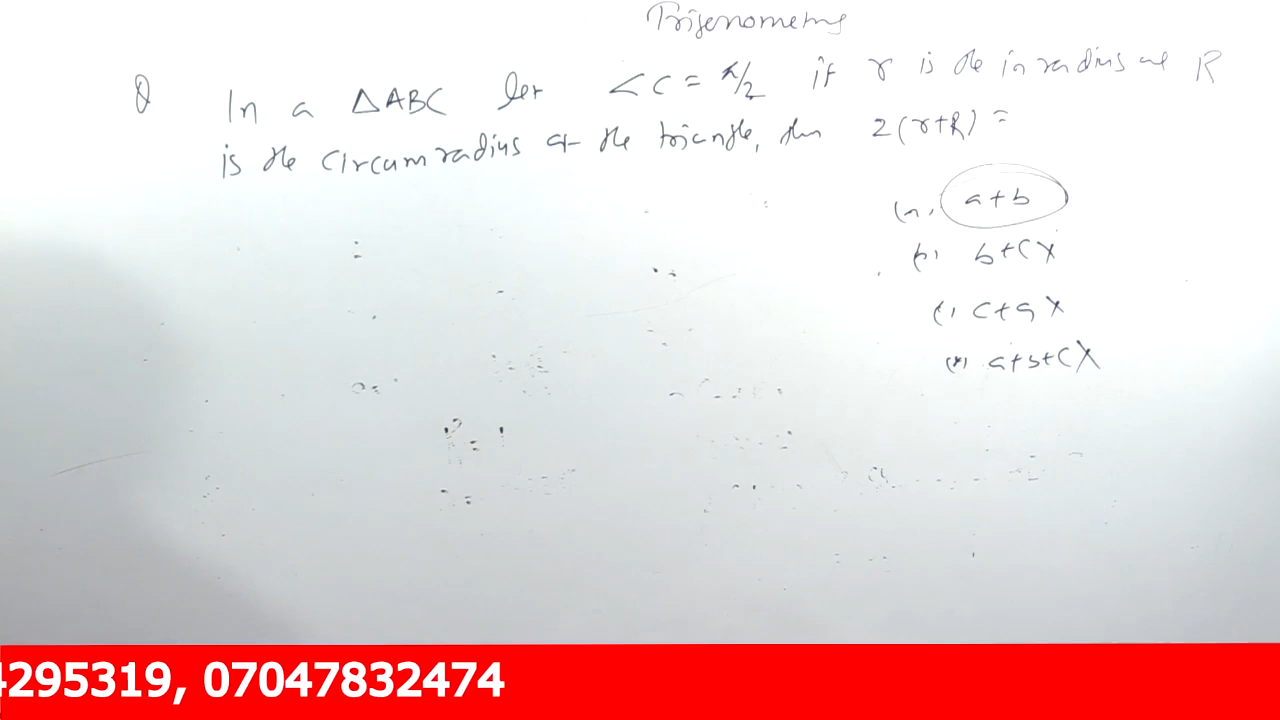 Trigonometry
Q In a △ABC let ∠C = π/2 if r is the inradius and R
is the circumradius of the triangle, then 2(r+R) =
(a) a+b
(b) b+c X
(c) c+a X
(d) a+b+c X
4295319, 07047832474